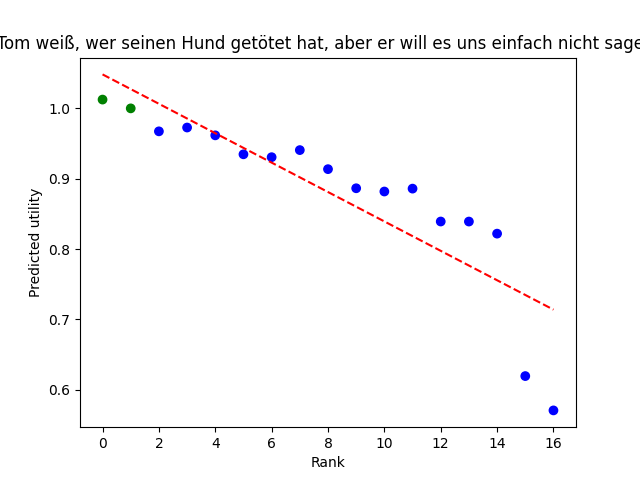 Tom weiß, wer seinen Hund getötet hat, aber er will es uns einfach nicht sage
1.0
0.9
0.8
0.7
0.6
Predicted utility
0 2 4 6 8 10 12 14 16
Rank